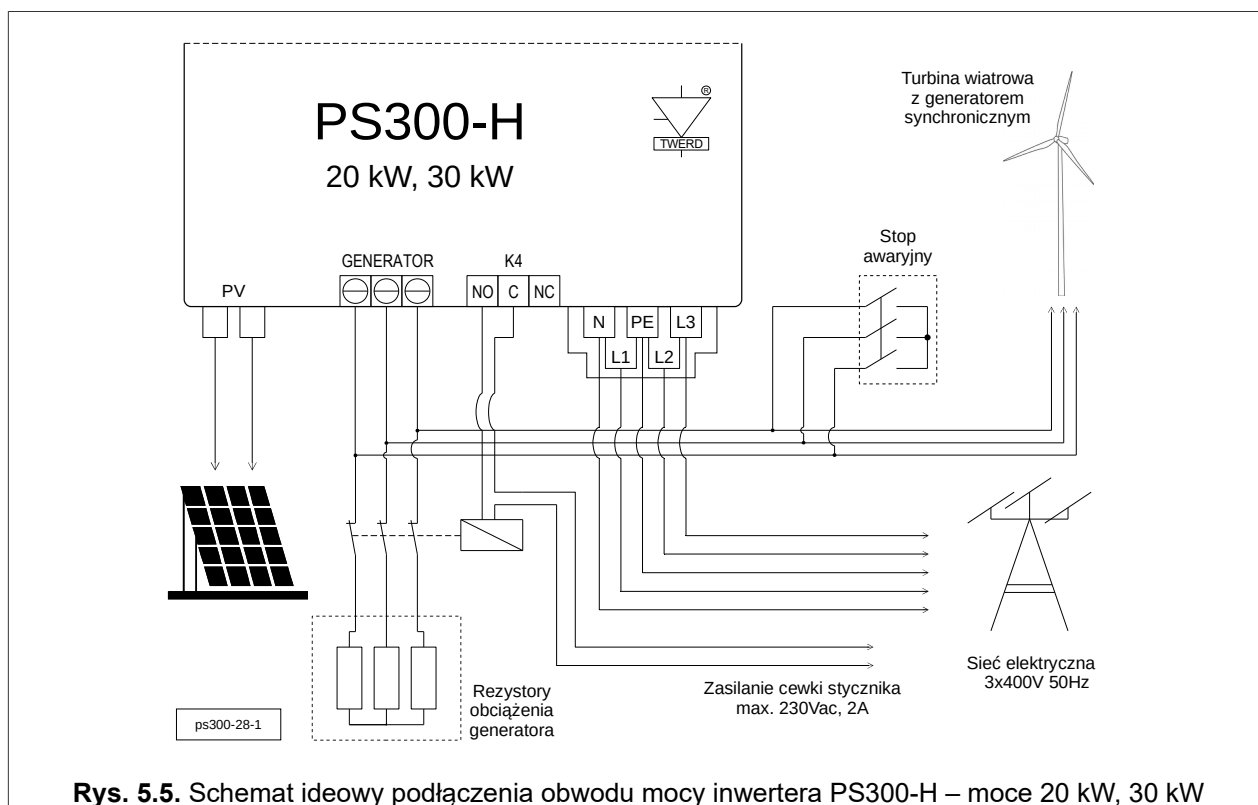 PS300-H
20 kW, 30 kW
®
TWERD
Turbina wiatrowa
z generatorem
synchronicznym
Stop
awaryjny
PV
GENERATOR
K4
NO C NC
N PE L3
L1 L2
Rezystory
obciążenia
generatora
Zasilanie cewki stycznika
max. 230Vac, 2A
Sieć elektryczna
3x400V 50Hz
ps300-28-1
Rys. 5.5. Schemat ideowy podłączenia obwodu mocy inwertera PS300-H – moce 20 kW, 30 kW